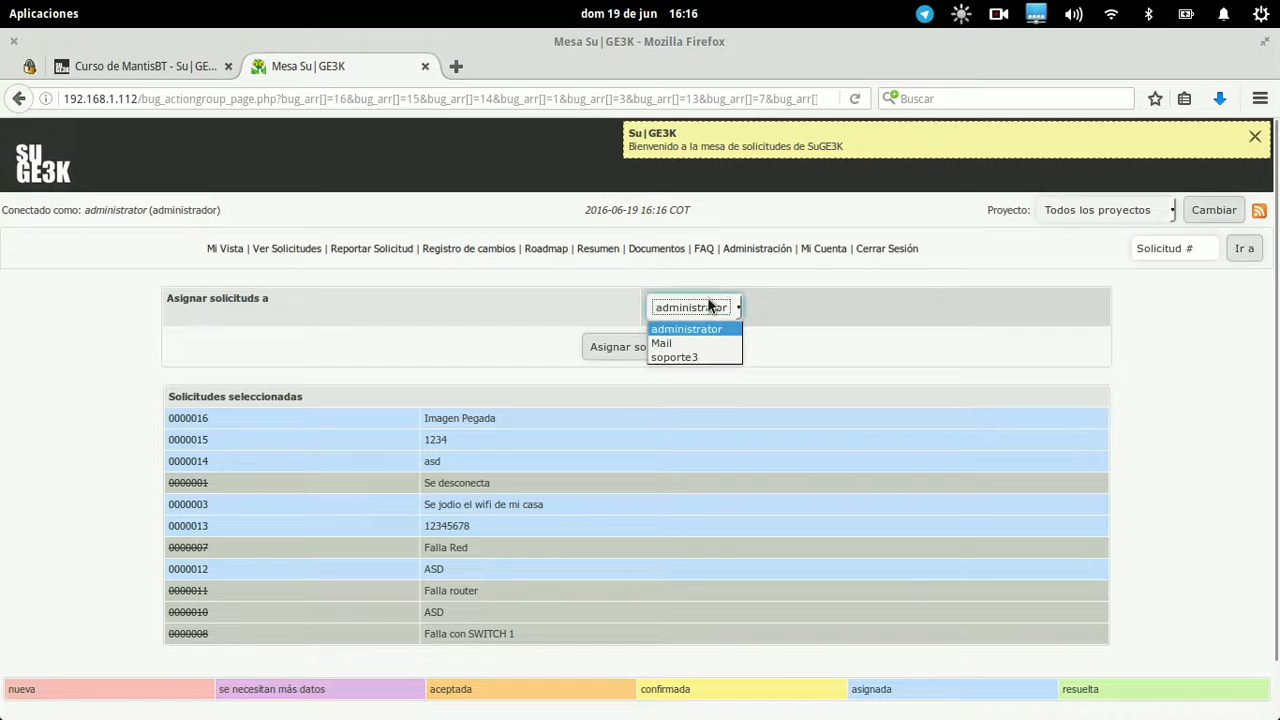 Aplicaciones
dom 19 de jun 16:16
Mesa Su|GE3K - Mozilla Firefox
Curso de MantisBT - Su|GE...
Mesa Su|GE3K
192.168.1.112/bug_actiongroup_page.php?bug_arr[]=16&bug_arr[]=15&bug_arr[]=14&bug_arr[]=1&bug_arr[]=3&bug_arr[]=13&bug_arr[]=7&bug_arr[]
Buscar
SU
GE3K
Su|GE3K
Bienvenido a la mesa de solicitudes de SuGE3K
Conectado como: administrator (administrador)
2016-06-19 16:16 COT
Proyecto:
Todos los proyectos
Cambiar
Mi Vista | Ver Solicitudes | Reportar Solicitud | Registro de cambios | Roadmap | Resumen | Documentos | FAQ | Administración | Mi Cuenta | Cerrar Sesión
Solicitud #
Ir a
Asignar solicituds a
administrator
administrator
Mail
soporte3
Asignar so
Solicitudes seleccionadas
0000016 Imagen Pegada
0000015 1234
0000014 asd
0000001 Se desconecta
0000003 Se jodio el wifi de mi casa
0000013 12345678
0000007 Falla Red
0000012 ASD
0000011 Falla router
0000010 ASD
0000008 Falla con SWITCH 1
nueva
se necesitan más datos
aceptada
confirmada
asignada
resuelta